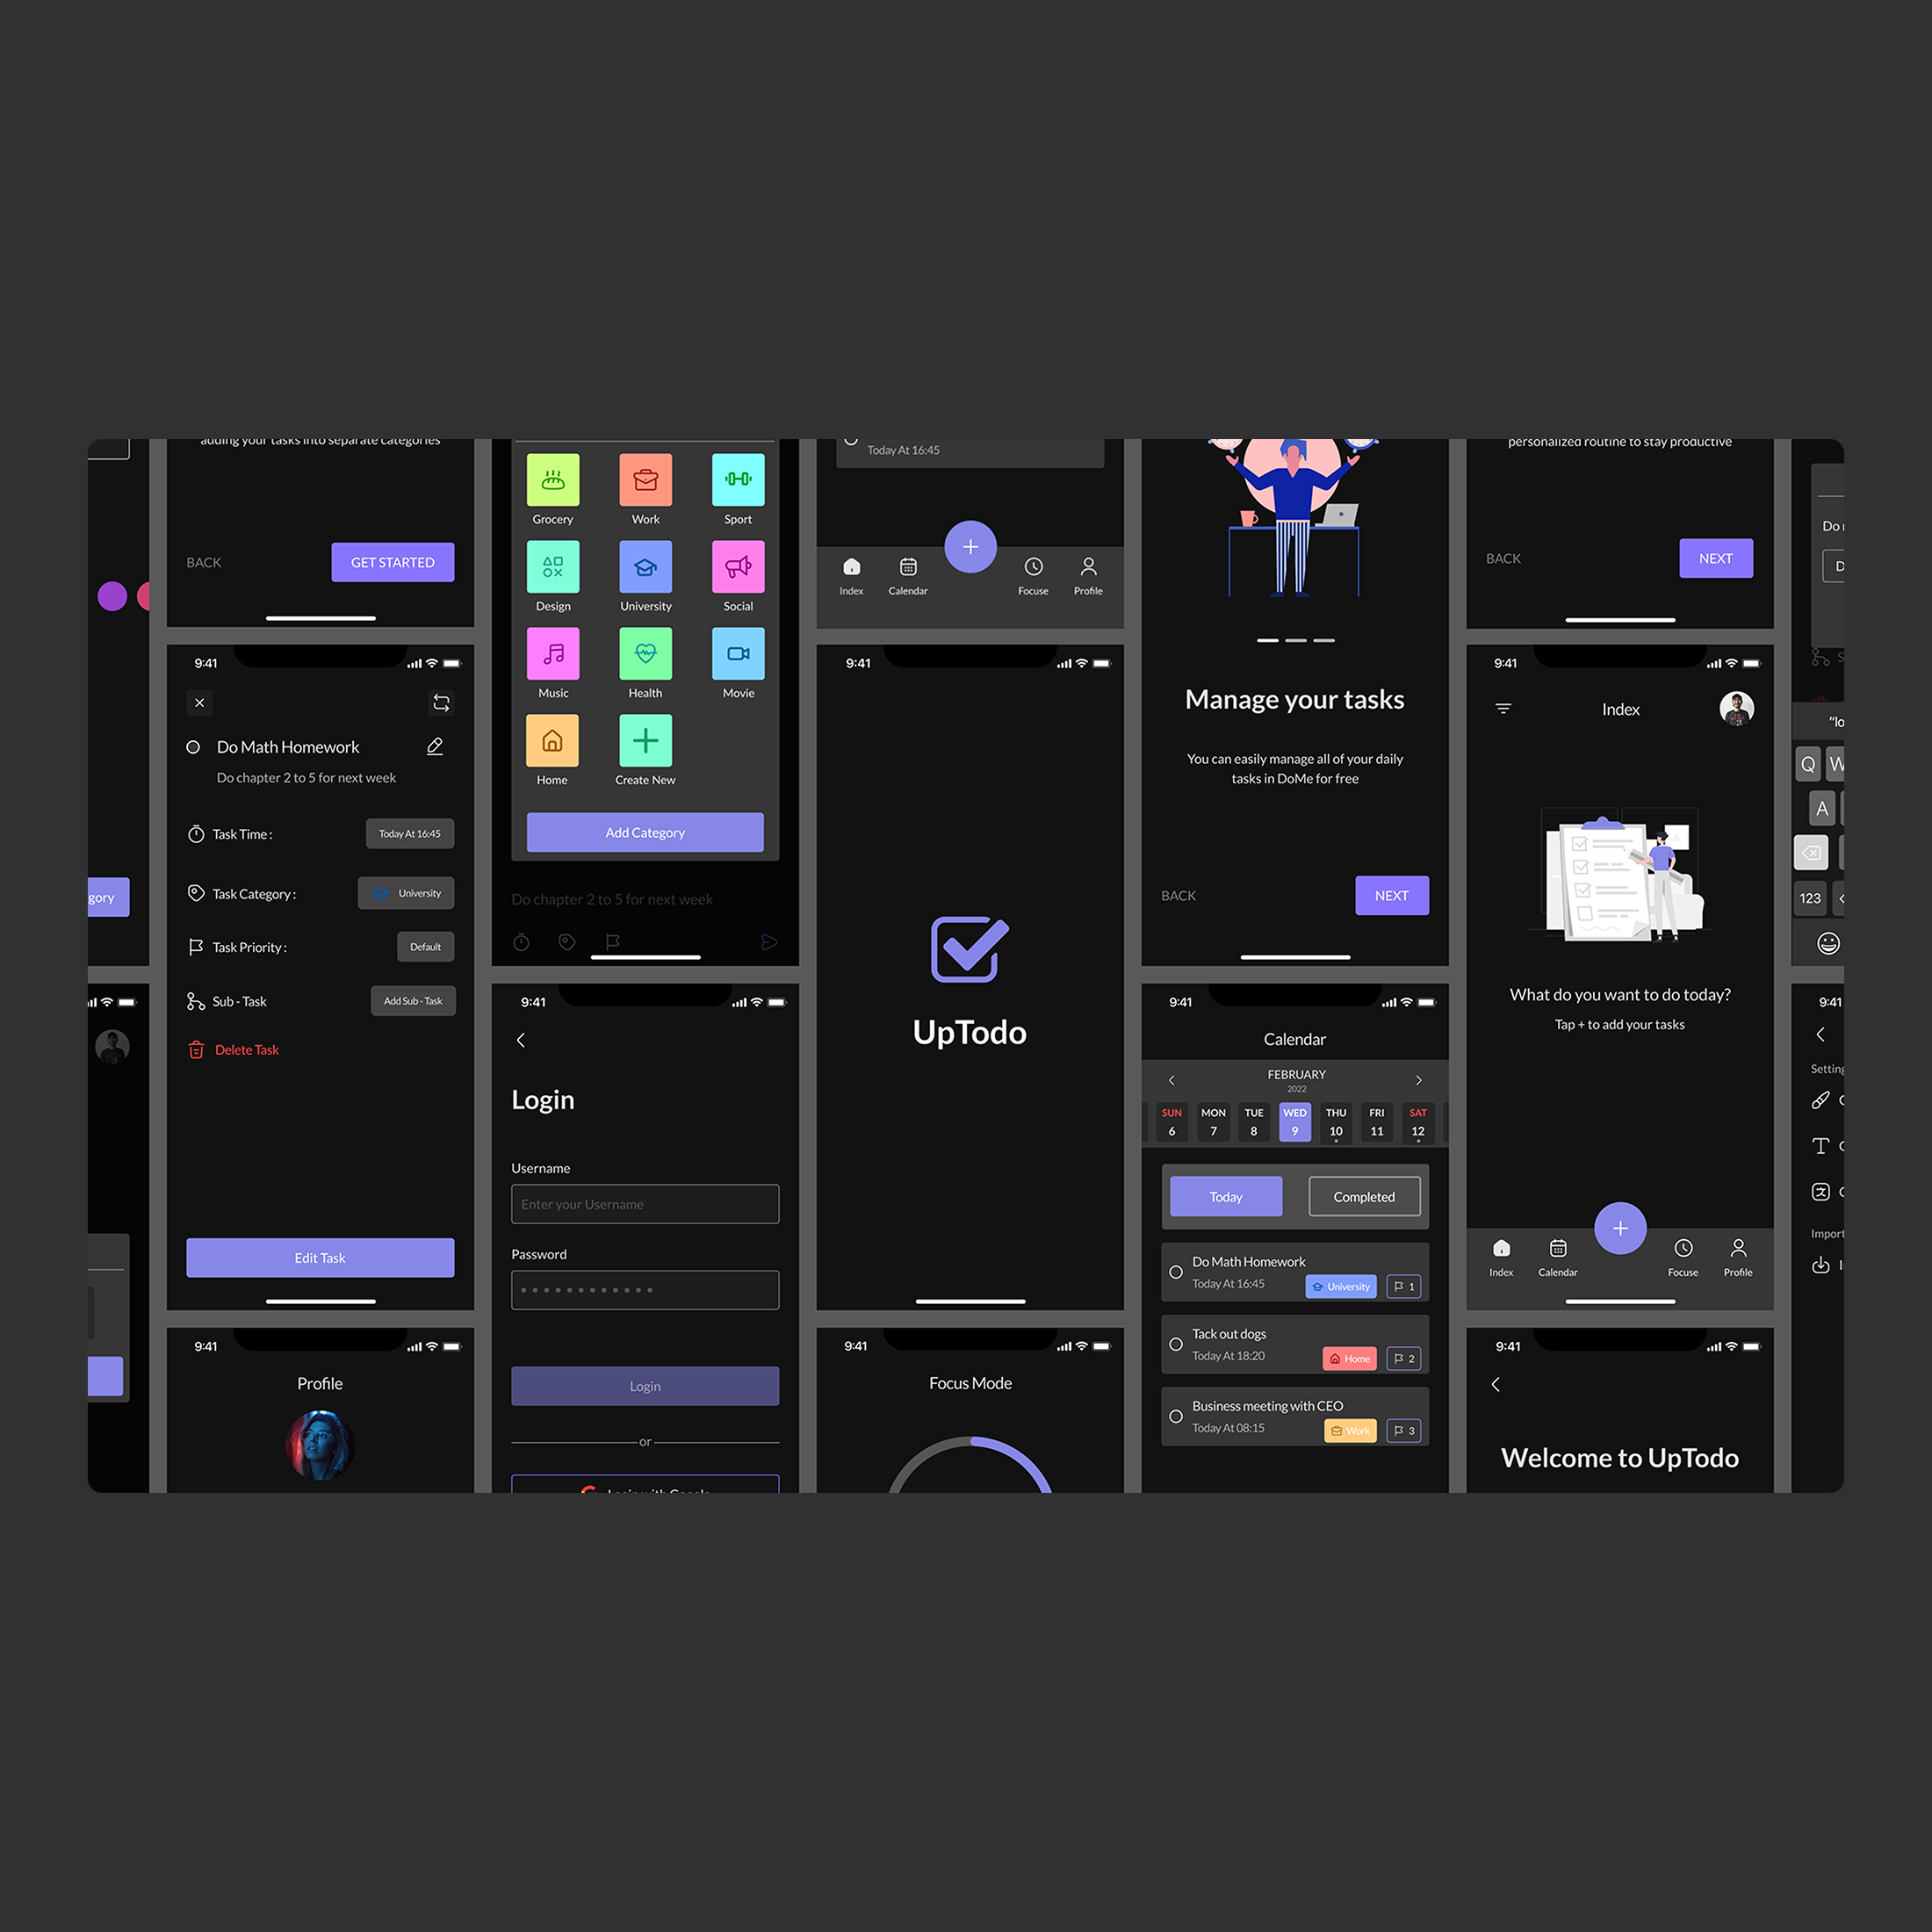 gory
adding your tasks into separate categories
BACK
GET STARTED
9:41
Do Math Homework
Do chapter 2 to 5 for next week
Task Time :
Today At 16:45
Task Category :
University
Task Priority :
Default
Sub - Task
Add Sub - Task
Delete Task
Edit Task
9:41
Profile
Grocery
Work
Sport
Design
University
Social
Music
Health
Movie
Home
Create New
Add Category
Do chapter 2 to 5 for next week
9:41
Login
Username
Enter your Username
Password
Login
or
Login with Google
Today At 16:45
Index
Calendar
Focuse
Profile
9:41
UpTodo
9:41
Focus Mode
Manage your tasks
You can easily manage all of your daily
tasks in DoMe for free
BACK
NEXT
9:41
Calendar
FEBRUARY
2022
SUN MON TUE WED THU FRI SAT
6 7 8 9 10 11 12
Today
Completed
Do Math Homework
Today At 16:45
University
1
Tack out dogs
Today At 18:20
Home
2
Business meeting with CEO
Today At 08:15
Work
3
personalized routine to stay productive
BACK
NEXT
9:41
Index
What do you want to do today?
Tap + to add your tasks
Index
Calendar
Focuse
Profile
9:41
Welcome to UpTodo
Do
D
"lo
Q W
A
123
9:41
Setting
Import